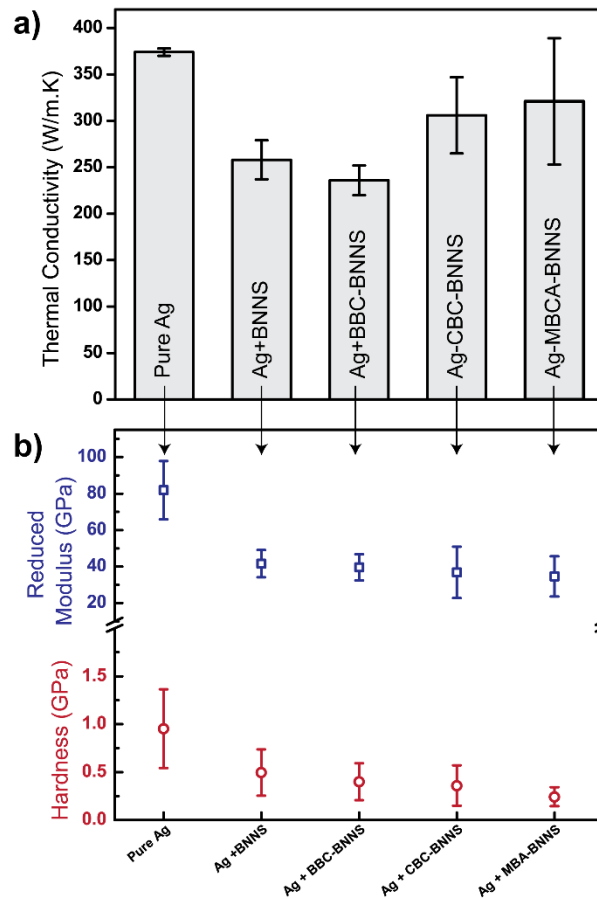 a)
Thermal Conductivity (W/m.K)
400
350
300
250
200
150
100
50
0
Pure Ag
Ag+BNNS
Ag+BBC-BNNS
Ag-CBC-BNNS
Ag-MBCA-BNNS
b)
Reduced
Modulus (GPa)
100
80
60
40
20
Hardness (GPa)
1.5
1.0
0.5
0.0
Pure Ag
Ag +BNNS
Ag + BBC-BNNS
Ag + CBC-BNNS
Ag + MBA-BNNS